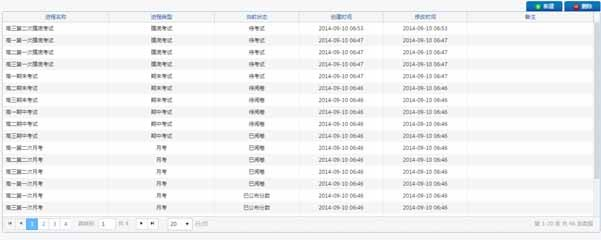 新建 删除
进程名称 进程类型 当前状态 创建时间 修改时间 备注
高三第二次摸底考试 摸底考试 待考试 2014-09-10 06:53 2014-09-10 06:53
高一第一次摸底考试 摸底考试 待考试 2014-09-10 06:47 2014-09-10 06:47
高二第一次摸底考试 摸底考试 待考试 2014-09-10 06:47 2014-09-10 06:47
高三第一次摸底考试 摸底考试 待考试 2014-09-10 06:47 2014-09-10 06:47
高一期末考试 期末考试 待考试 2014-09-10 06:47 2014-09-10 06:47
高二期末考试 期末考试 待阅卷 2014-09-10 06:46 2014-09-10 06:46
高三期末考试 期末考试 待阅卷 2014-09-10 06:46 2014-09-10 06:46
高一期中考试 期中考试 待阅卷 2014-09-10 06:46 2014-09-10 06:46
高二期中考试 期中考试 待阅卷 2014-09-10 06:46 2014-09-10 06:46
高三期中考试 期中考试 已阅卷 2014-09-10 06:46 2014-09-10 06:46
高一第二次月考 月考 已阅卷 2014-09-10 06:46 2014-09-10 06:46
高二第二次月考 月考 已阅卷 2014-09-10 06:46 2014-09-10 06:46
高三第二次月考 月考 已阅卷 2014-09-10 06:46 2014-09-10 06:46
高一第一次月考 月考 已阅卷 2014-09-10 06:46 2014-09-10 06:46
高二第一次月考 月考 已公布分数 2014-09-10 06:46 2014-09-10 06:46
高三第一次月考 月考 已公布分数 2014-09-10 06:46 2014-09-10 06:46
1 2 3 4 跳转到: 1 共 4 20 条/页 第 1-20 条 共 66 条数据